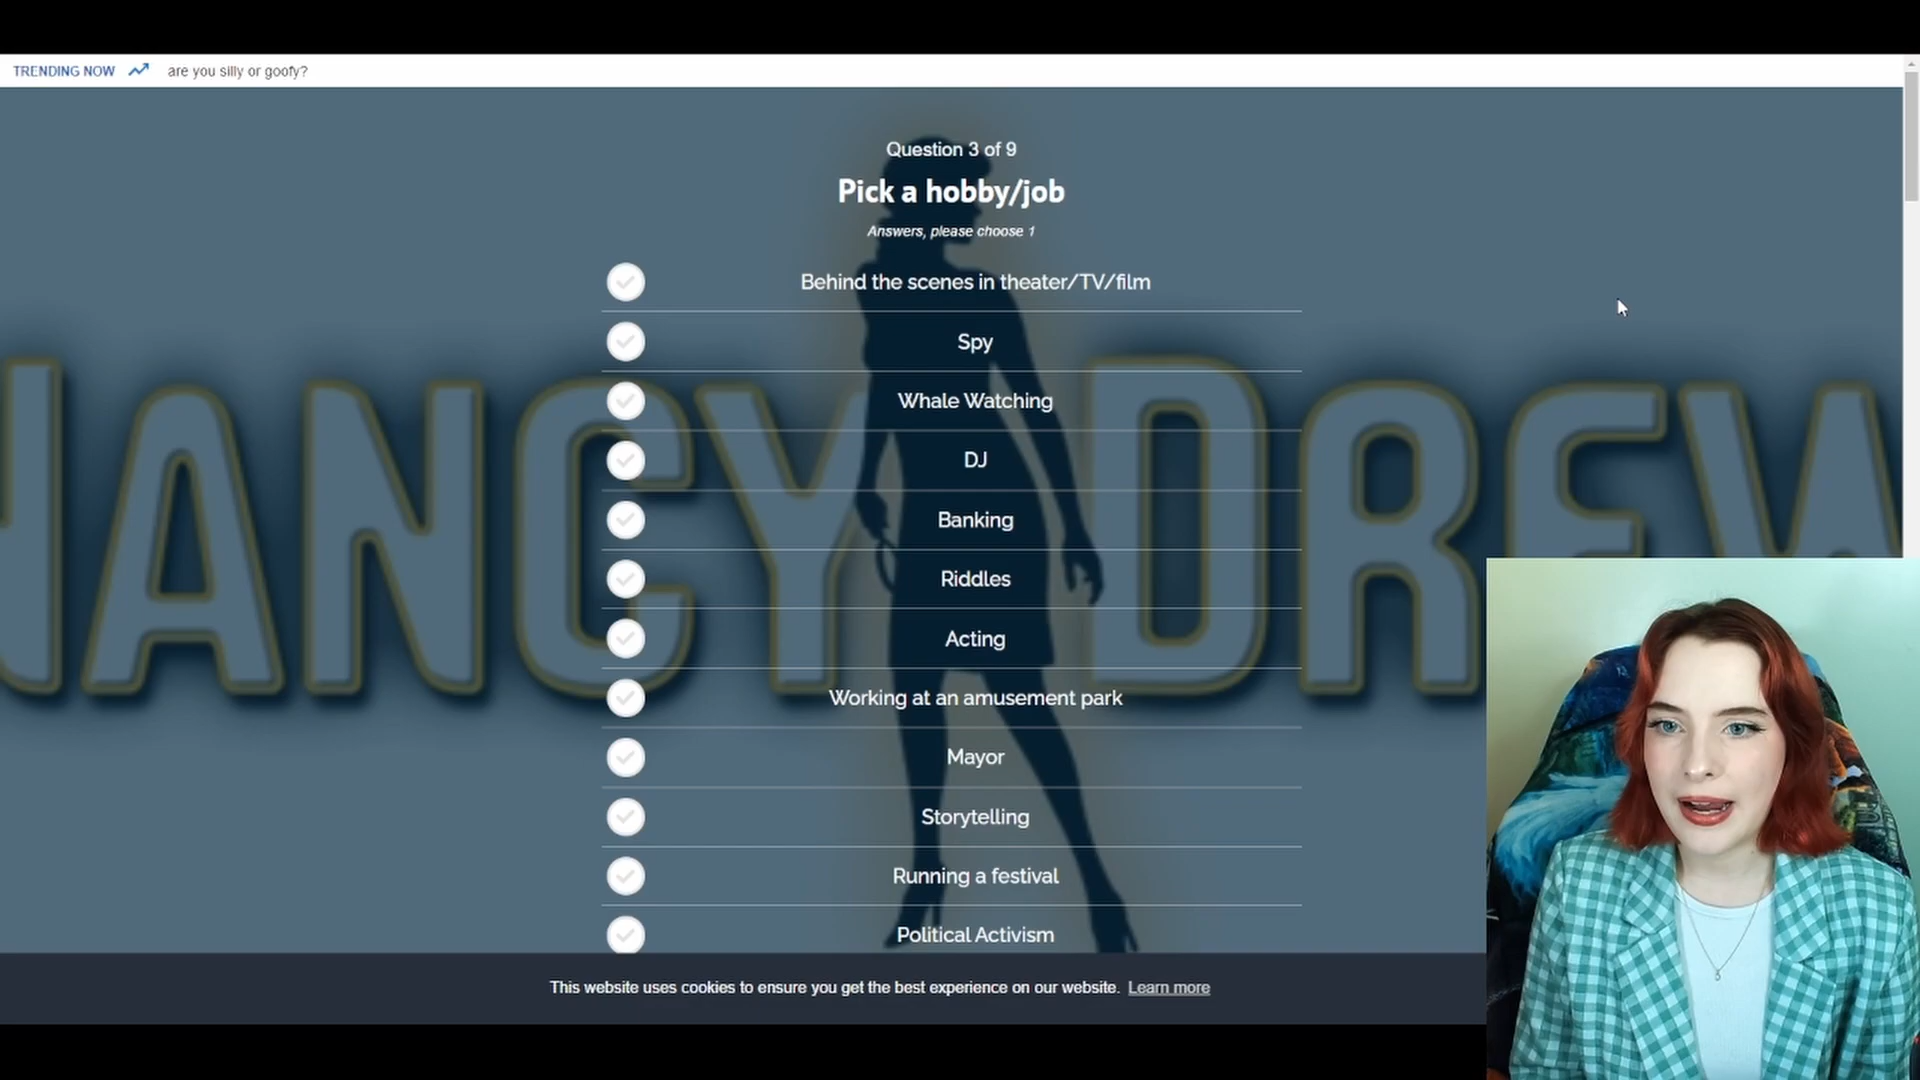 TRENDING NOW are you silly or goofy?
Question 3 of 9
Pick a hobby/job
Answers, please choose 1
Behind the scenes in theater/TV/film
Spy
Whale Watching
DJ
Banking
Riddles
Acting
Working at an amusement park
Mayor
Storytelling
Running a festival
Political Activism
NANCY DREW
This website uses cookies to ensure you get the best experience on our website. Learn more